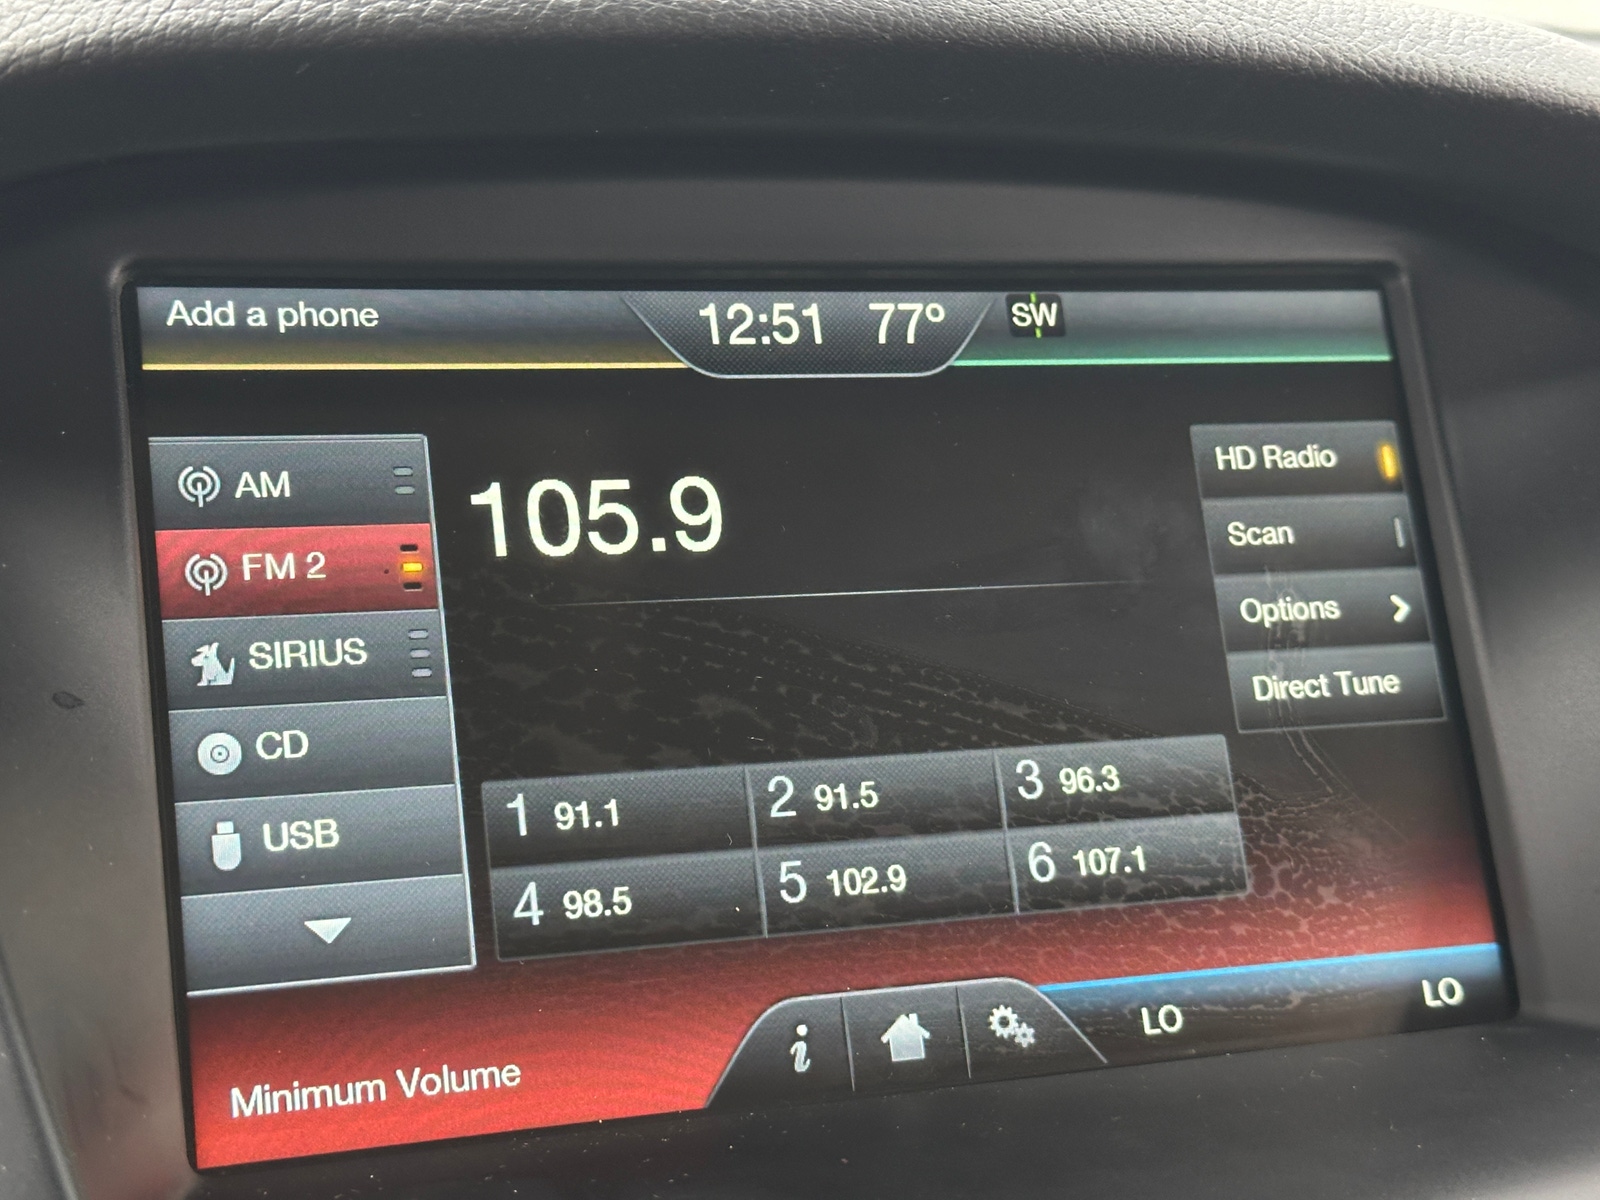 Add a phone
12:51 77° SW
AM
FM 2
SIRIUS
CD
USB
105.9
HD Radio
Scan
Options
Direct Tune
1 91.1
2 91.5
3 96.3
4 98.5
5 102.9
6 107.1
Minimum Volume
i
LO
LO